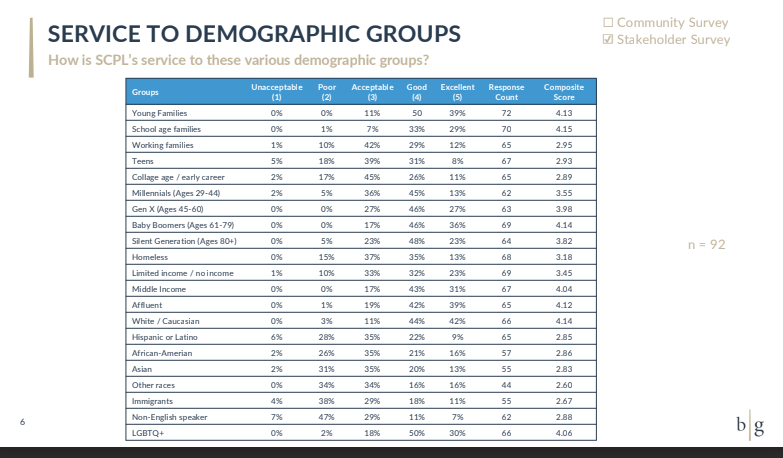 SERVICE TO DEMOGRAPHIC GROUPS
How is SCPL's service to these various demographic groups?
☐ Community Survey
☑ Stakeholder Survey
Groups Unacceptable (1) Poor (2) Acceptable (3) Good (4) Excellent (5) Response Count Composite Score
Young Families 0% 0% 11% 50 39% 72 4.13
School age families 0% 1% 7% 33% 29% 70 4.15
Working families 1% 10% 42% 29% 12% 65 2.95
Teens 5% 18% 39% 31% 8% 67 2.93
Collage age / early career 2% 17% 45% 26% 11% 65 2.89
Millennials (Ages 29-44) 2% 5% 36% 45% 13% 62 3.55
Gen X (Ages 45-60) 0% 0% 27% 46% 27% 63 3.98
Baby Boomers (Ages 61-79) 0% 0% 17% 46% 36% 69 4.14
Silent Generation (Ages 80+) 0% 5% 23% 48% 23% 64 3.82
Homeless 0% 15% 37% 35% 13% 68 3.18
Limited income / no income 1% 10% 33% 32% 23% 69 3.45
Middle Income 0% 0% 17% 43% 31% 67 4.04
Affluent 0% 1% 19% 42% 39% 65 4.12
White / Caucasian 0% 3% 11% 44% 42% 66 4.14
Hispanic or Latino 6% 28% 35% 22% 9% 65 2.85
African-Amerian 2% 26% 35% 21% 16% 57 2.86
Asian 2% 31% 35% 20% 13% 55 2.83
Other races 0% 34% 34% 16% 16% 44 2.60
Immigrants 4% 38% 29% 18% 11% 55 2.67
Non-English speaker 7% 47% 29% 11% 7% 62 2.88
LGBTQ+ 0% 2% 18% 50% 30% 66 4.06
n = 92
6
b|g